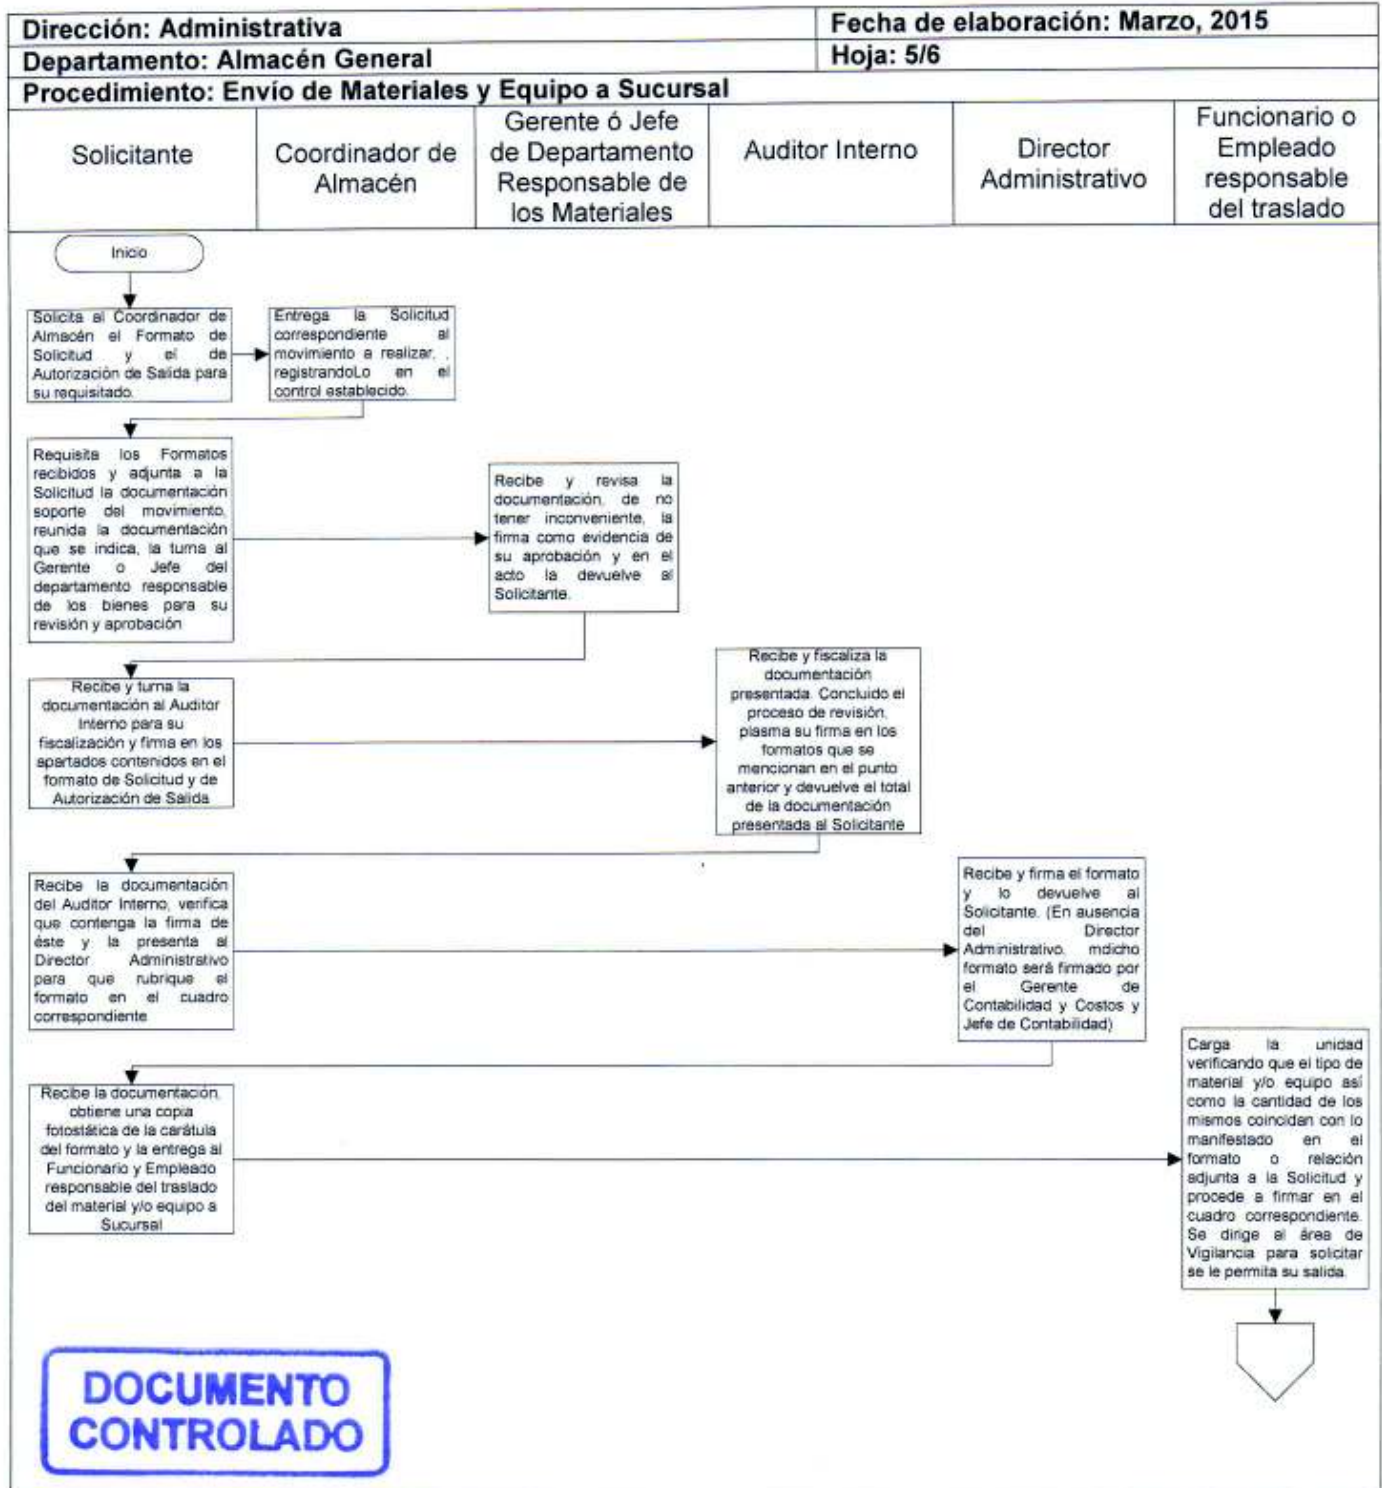 Dirección: Administrativa
Fecha de elaboración: Marzo, 2015
Departamento: Almacén General
Hoja: 5/6
Procedimiento: Envío de Materiales y Equipo a Sucursal
Solicitante
Coordinador de
Almacén
Gerente ó Jefe
de Departamento
Responsable de
los Materiales
Auditor Interno
Director
Administrativo
Funcionario o
Empleado
responsable
del traslado
Inicio
Solicita al Coordinador de
Almacén el Formato de
Solicitud y el de
Autorización de Salida para
su requisitado.
Entrega la Solicitud
correspondiente al
movimiento a realizar, ,
registrandoLo en el
control establecido.
Requisita los Formatos
recibidos y adjunta a la
Solicitud la documentación
soporte del movimiento,
reunida la documentación
que se indica, la turna al
Gerente o Jefe del
departamento responsable
de los bienes para su
revisión y aprobación
Recibe y revisa la
documentación, de no
tener inconveniente, la
firma como evidencia de
su aprobación y en el
acto la devuelve al
Solicitante.
Recibe y turna la
documentación al Auditor
Interno para su
fiscalización y firma en los
apartados contenidos en el
formato de Solicitud y de
Autorización de Salida
Recibe y fiscaliza la
documentación
presentada. Concluido el
proceso de revisión,
plasma su firma en los
formatos que se
mencionan en el punto
anterior y devuelve el total
de la documentación
presentada al Solicitante
Recibe la documentación
del Auditor Interno, verifica
que contenga la firma de
éste y la presenta al
Director Administrativo
para que rubrique el
formato en el cuadro
correspondiente
Recibe y firma el formato
y lo devuelve al
Solicitante. (En ausencia
del Director
Administrativo, mdicho
formato será firmado por
el Gerente de
Contabilidad y Costos y
Jefe de Contabilidad)
Recibe la documentación,
obtiene una copia
fotostática de la carátula
del formato y la entrega al
Funcionario y Empleado
responsable del traslado
del material y/o equipo a
Sucursal
Carga la unidad
verificando que el tipo de
material y/o equipo así
como la cantidad de los
mismos coincidan con lo
manifestado en el
formato o relación
adjunta a la Solicitud y
procede a firmar en el
cuadro correspondiente.
Se dirige al área de
Vigilancia para solicitar
se le permita su salida.
DOCUMENTO
CONTROLADO